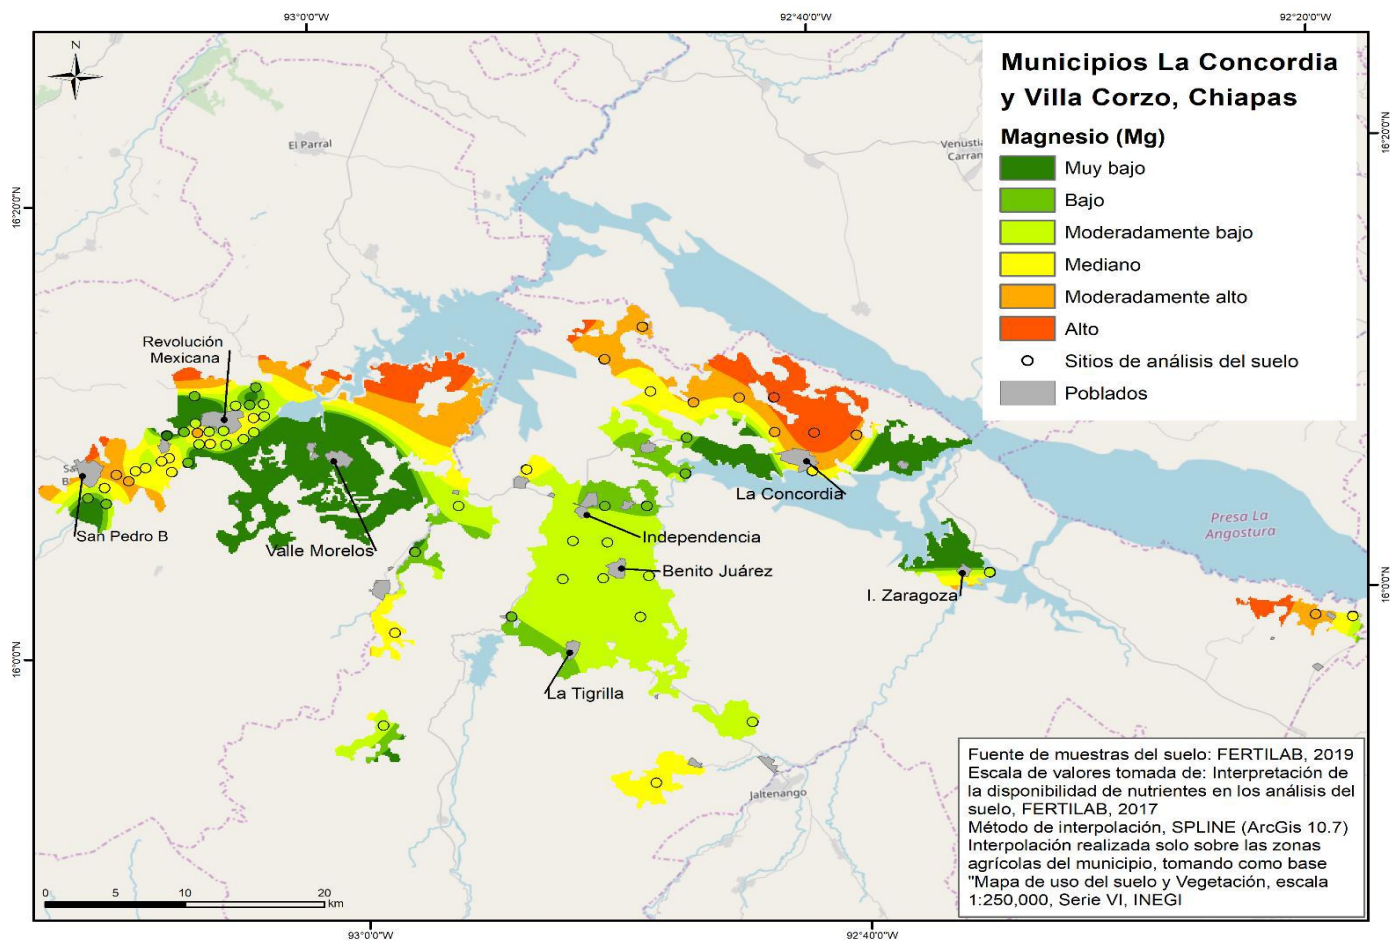 93°0'0"W
92°40'0"W
92°20'0"W
N
Municipios La Concordia
y Villa Corzo, Chiapas
Magnesio (Mg)
Muy bajo
Bajo
Moderadamente bajo
Mediano
Moderadamente alto
Alto
Sitios de análisis del suelo
Poblados
El Parral
Venustia
Carran
16°20'0"N
16°20'0"N
Revolución
Mexicana
La Concordia
San Pedro B
Valle Morelos
Independencia
Benito Juárez
Presa La
Angostura
I. Zaragoza
16°0'0"N
16°0'0"N
La Tigrilla
Jaltenango
Fuente de muestras del suelo: FERTILAB, 2019
Escala de valores tomada de: Interpretación de
la disponibilidad de nutrientes en los análisis del
suelo, FERTILAB, 2017
Método de interpolación, SPLINE (ArcGis 10.7)
Interpolación realizada solo sobre las zonas
agrícolas del municipio, tomando como base
"Mapa de uso del suelo y Vegetación, escala
1:250,000, Serie VI, INEGI
0 5 10 20
km
93°0'0"W
92°40'0"W